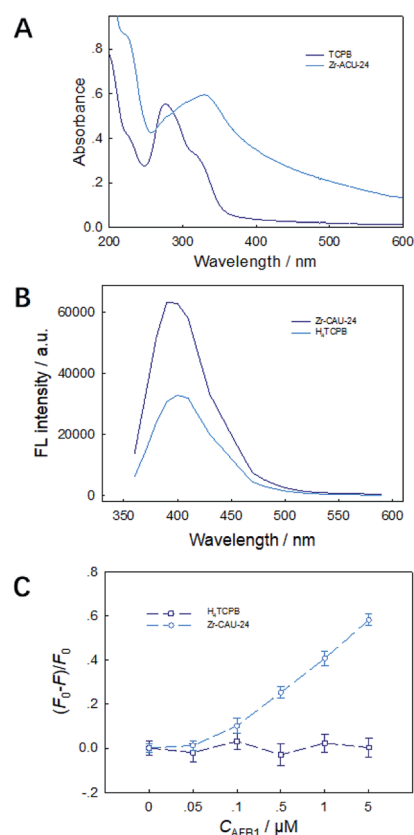 A
TCPB
Zr-ACU-24
Absorbance
.8
.6
.4
.2
0.0
200 300 400 500 600
Wavelength / nm
B
Zr-CAU-24
H₄TCPB
FL intensity / a.u.
60000
40000
20000
0
350 400 450 500 550 600
Wavelength / nm
C
H₄TCPB
Zr-CAU-24
(F₀-F)/F₀
.8
.6
.4
.2
0.0
-.2
0 .05 .1 .5 1 5
C_AFB1 / μM